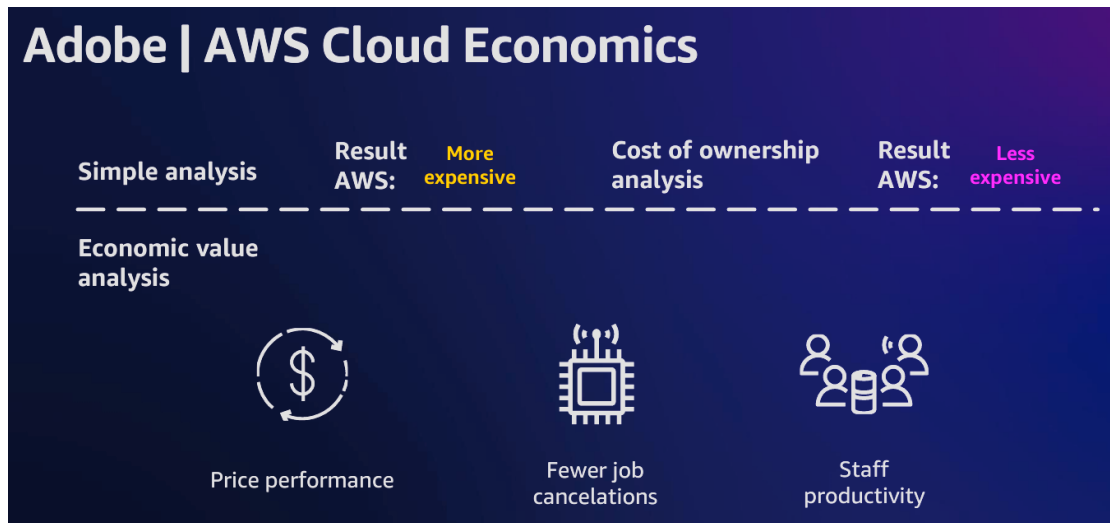 Adobe | AWS Cloud Economics
Simple analysis
Result
AWS:
More
expensive
Cost of ownership
analysis
Result
AWS:
Less
expensive
Economic value
analysis
$
Price performance
Fewer job
cancelations
Staff
productivity